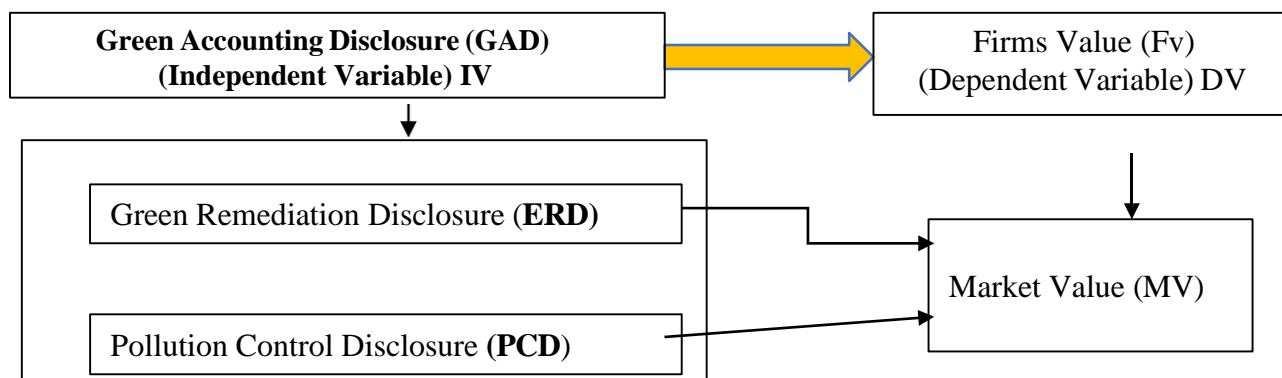 Green Accounting Disclosure (GAD)
(Independent Variable) IV
Firms Value (Fv)
(Dependent Variable) DV
Green Remediation Disclosure (ERD)
Market Value (MV)
Pollution Control Disclosure (PCD)